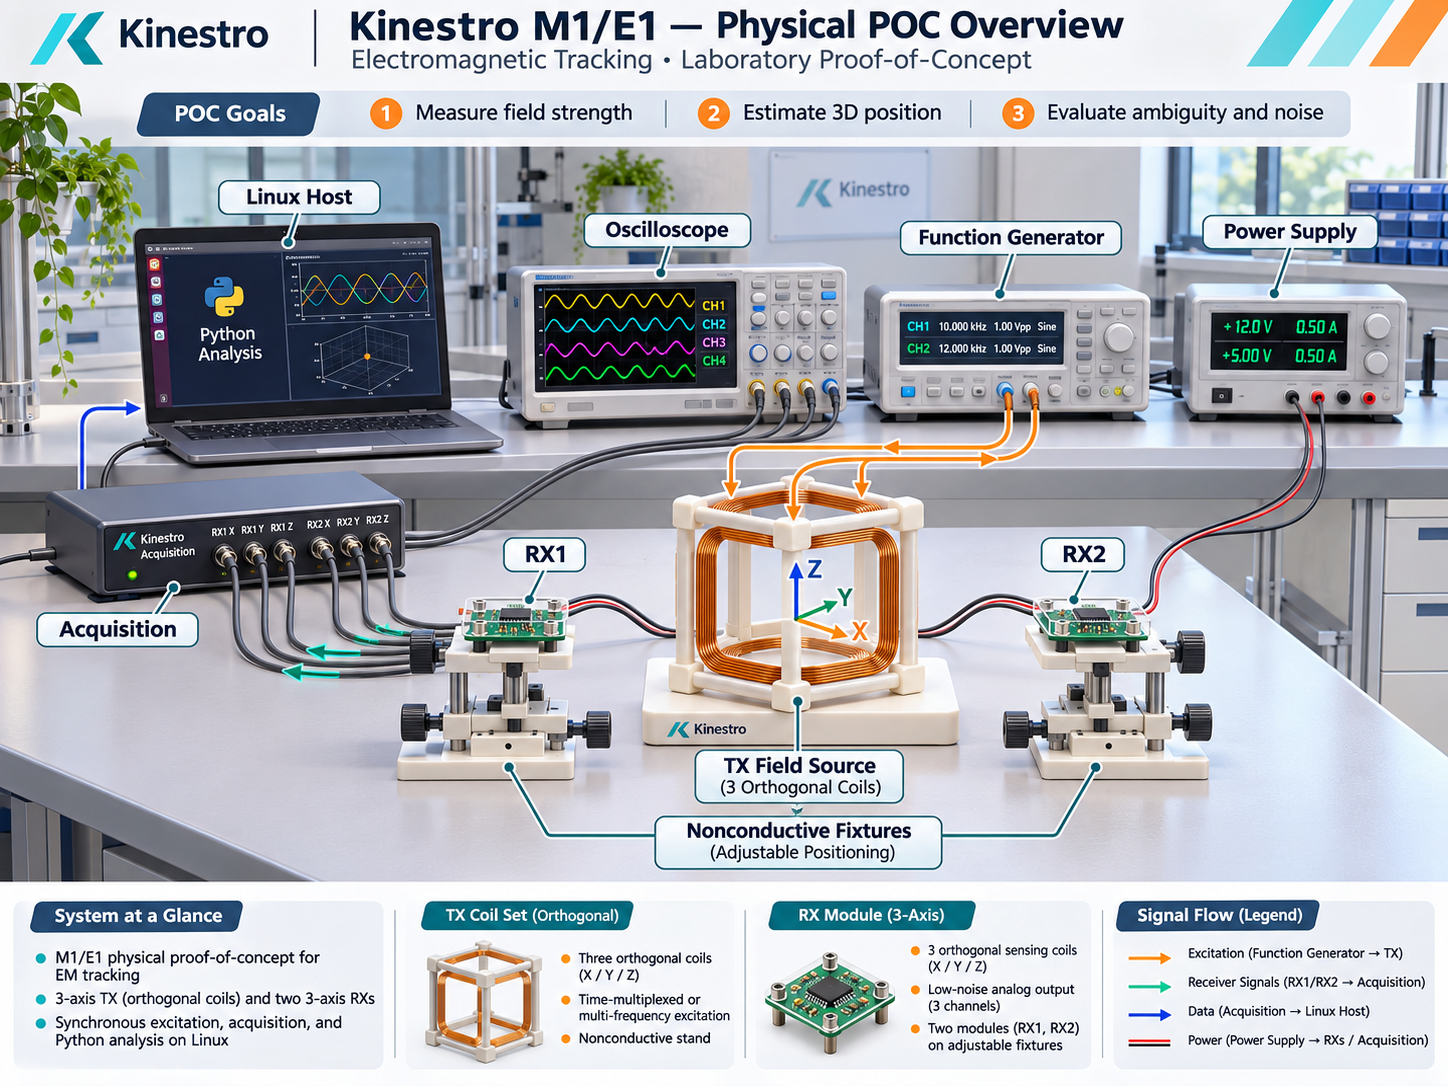 Kinestro
Kinestro M1/E1 — Physical POC Overview
Electromagnetic Tracking • Laboratory Proof-of-Concept
POC Goals
1 Measure field strength
2 Estimate 3D position
3 Evaluate ambiguity and noise
Linux Host
Oscilloscope
Function Generator
Power Supply
Kinestro
Python
Analysis
CH1
CH2
CH3
CH4
CH1 10.000 kHz 1.00 Vpp Sine
CH2 12.000 kHz 1.00 Vpp Sine
+12.0 V 0.50 A
+5.00 V 0.50 A
RX1 X RX1 Y RX1 Z RX2 X RX2 Y RX2 Z
Kinestro
Acquisition
Acquisition
RX1
RX2
Z
Y
X
Kinestro
TX Field Source
(3 Orthogonal Coils)
Nonconductive Fixtures
(Adjustable Positioning)
System at a Glance
M1/E1 physical proof-of-concept for
EM tracking
3-axis TX (orthogonal coils) and two 3-axis RXs
Synchronous excitation, acquisition, and
Python analysis on Linux
TX Coil Set (Orthogonal)
Three orthogonal coils
(X / Y / Z)
Time-multiplexed or
multi-frequency excitation
Nonconductive stand
RX Module (3-Axis)
3 orthogonal sensing coils
(X / Y / Z)
Low-noise analog output
(3 channels)
Two modules (RX1, RX2)
on adjustable fixtures
Signal Flow (Legend)
Excitation (Function Generator → TX)
Receiver Signals (RX1/RX2 → Acquisition)
Data (Acquisition → Linux Host)
Power (Power Supply → RXs / Acquisition)